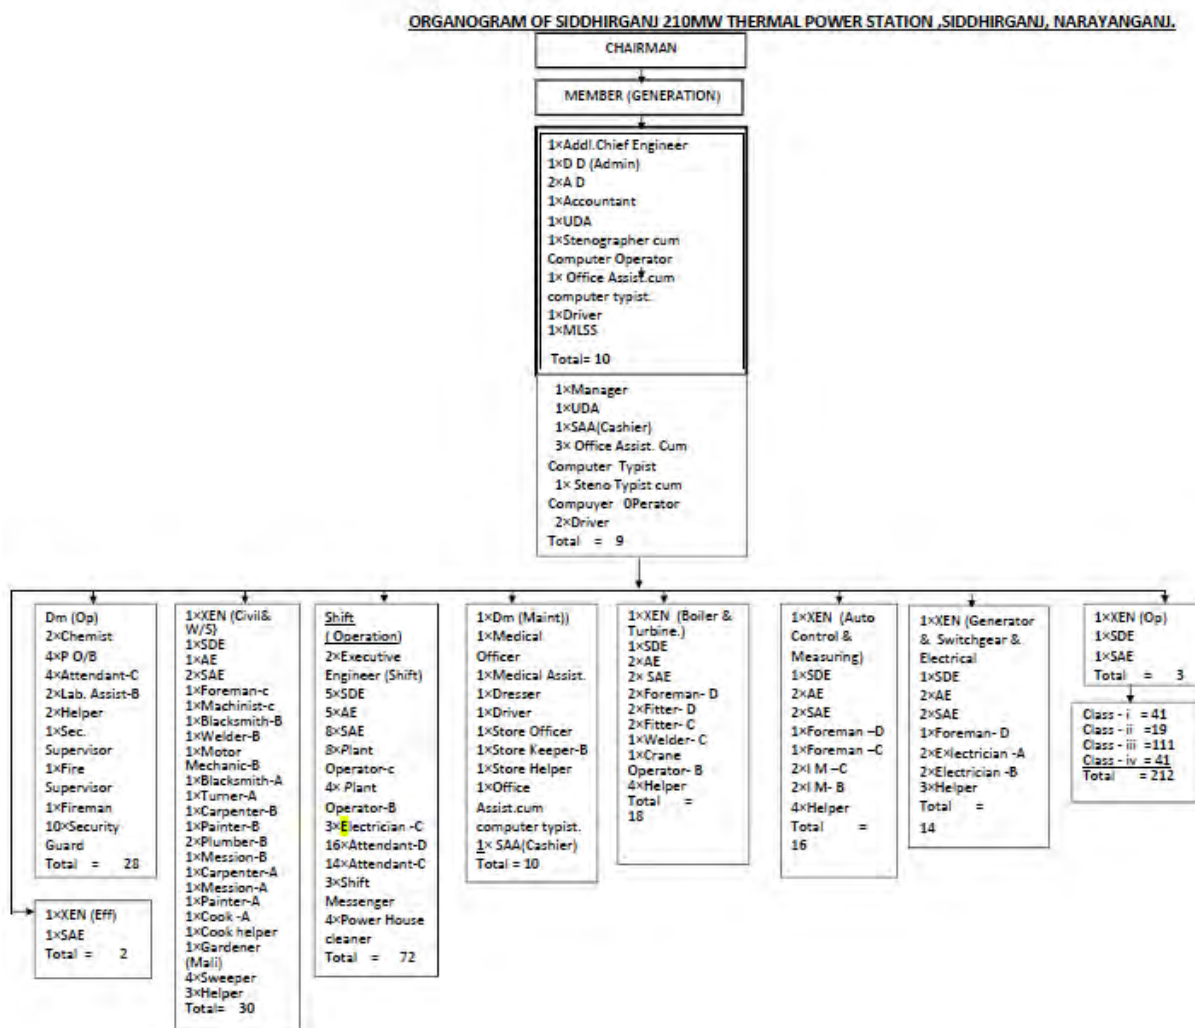 ORGANOGRAM OF SIDDHIRGANJ 210MW THERMAL POWER STATION ,SIDDHIRGANJ, NARAYANGANJ.
CHAIRMAN
MEMBER (GENERATION)
1×Addl.Chief Engineer
1×D D (Admin)
2×A D
1×Accountant
1×UDA
1×Stenographer cum
Computer Operator
1× Office Assist.cum
computer typist.
1×Driver
1×MLSS
Total= 10
1×Manager
1×UDA
1×SAA(Cashier)
3× Office Assist. Cum
Computer Typist
1× Steno Typist cum
Compuyer 0Perator
2×Driver
Total = 9
Dm (Op)
2×Chemist
4×P O/B
4×Attendant-C
2×Lab. Assist-B
2×Helper
1×Sec.
Supervisor
1×Fire
Supervisor
1×Fireman
10×Security
Guard
Total = 28
1×XEN (Eff)
1×SAE
Total = 2
1×XEN (Civil&
W/S)
1×SDE
1×AE
2×SAE
1×Foreman-c
1×Machinist-c
1×Blacksmith-B
1×Welder-B
1×Motor
Mechanic-B
1×Blacksmith-A
1×Turner-A
1×Carpenter-B
1×Painter-B
2×Plumber-B
1×Mession-B
1×Carpenter-A
1×Mession-A
1×Painter-A
1×Cook -A
1×Cook helper
1×Gardener
(Mali)
4×Sweeper
3×Helper
Total= 30
Shift
( Operation)
2×Executive
Engineer (Shift)
5×SDE
5×AE
8×SAE
8×Plant
Operator-c
4× Plant
Operator-B
3×Electrician -C
16×Attendant-D
14×Attendant-C
3×Shift
Messenger
4×Power House
cleaner
Total = 72
1×Dm (Maint))
1×Medical
Officer
1×Medical Assist.
1×Dresser
1×Driver
1×Store Officer
1×Store Keeper-B
1×Store Helper
1×Office
Assist.cum
computer typist.
1× SAA(Cashier)
Total = 10
1×XEN (Boiler &
Turbine.)
1×SDE
2×AE
2× SAE
2×Foreman- D
2×Fitter- D
2×Fitter- C
1×Welder- C
1×Crane
Operator- B
4×Helper
Total =
18
1×XEN (Auto
Control &
Measuring)
1×SDE
2×AE
2×SAE
1×Foreman –D
1×Foreman –C
2×I M –C
2×I M- B
4×Helper
Total =
16
1×XEN (Generator
& Switchgear &
Electrical
1×SDE
2×AE
2×SAE
1×Foreman- D
2×Exlectrician -A
2×Electrician -B
3×Helper
Total =
14
1×XEN (Op)
1×SDE
1×SAE
Total = 3
Class - i = 41
Class - ii =19
Class - iii =111
Class - iv = 41
Total = 212